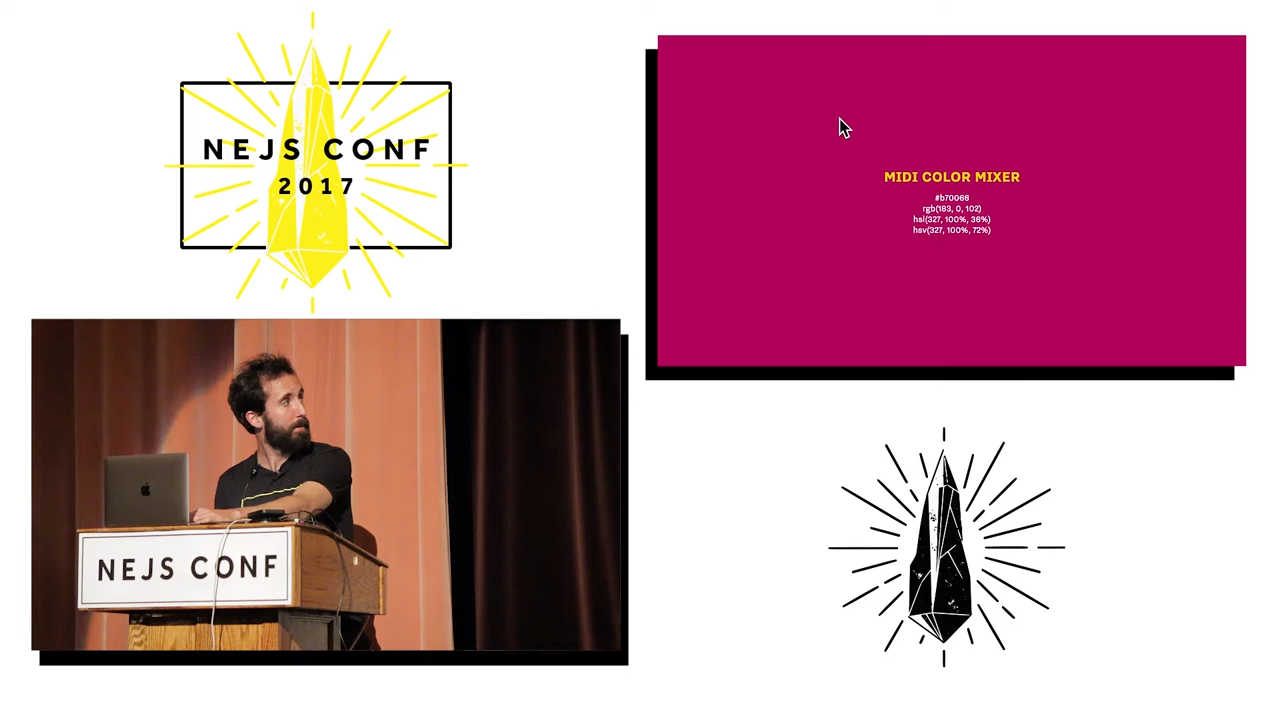 NEJS CONF
2017
MIDI COLOR MIXER
#b70066
rgb(183, 0, 102)
hsl(327, 100%, 36%)
hsv(327, 100%, 72%)
NEJS CONF